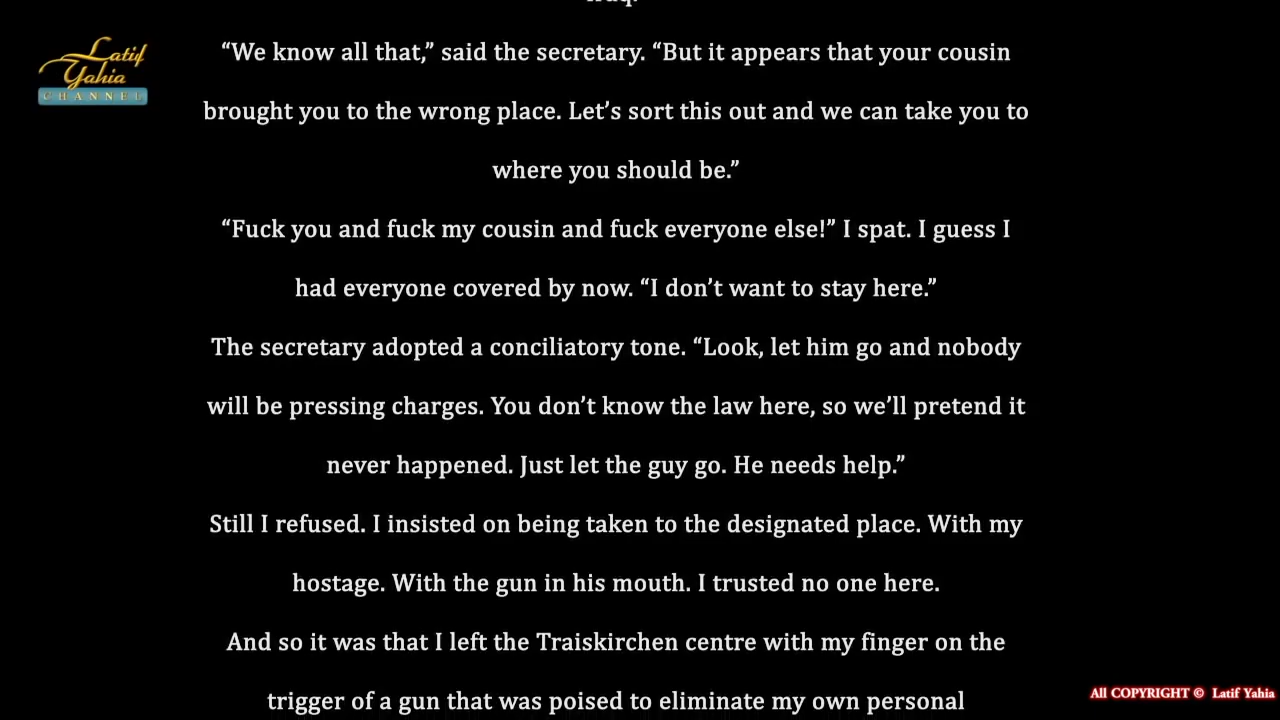 Iraq.
Latif
Yahia
CHANNEL
“We know all that,” said the secretary. “But it appears that your cousin
brought you to the wrong place. Let’s sort this out and we can take you to
where you should be.”
“Fuck you and fuck my cousin and fuck everyone else!” I spat. I guess I
had everyone covered by now. “I don’t want to stay here.”
The secretary adopted a conciliatory tone. “Look, let him go and nobody
will be pressing charges. You don’t know the law here, so we’ll pretend it
never happened. Just let the guy go. He needs help.”
Still I refused. I insisted on being taken to the designated place. With my
hostage. With the gun in his mouth. I trusted no one here.
And so it was that I left the Traiskirchen centre with my finger on the
trigger of a gun that was poised to eliminate my own personal
All COPYRIGHT © Latif Yahia